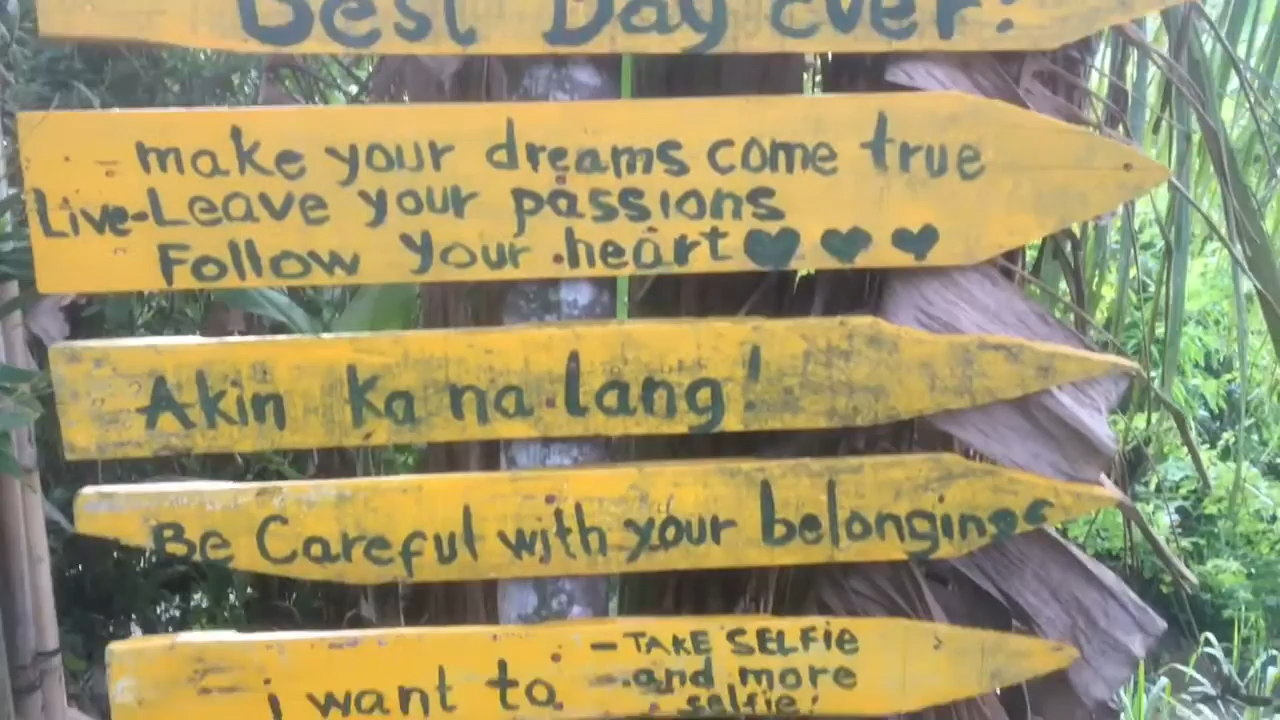 Best Day Ever!
make your dreams come true
Live-Leave your passions
Follow your heart
Akin ka na lang!
Be Careful with your belongings
i want to
-TAKE SELFie
-and more
selfie!